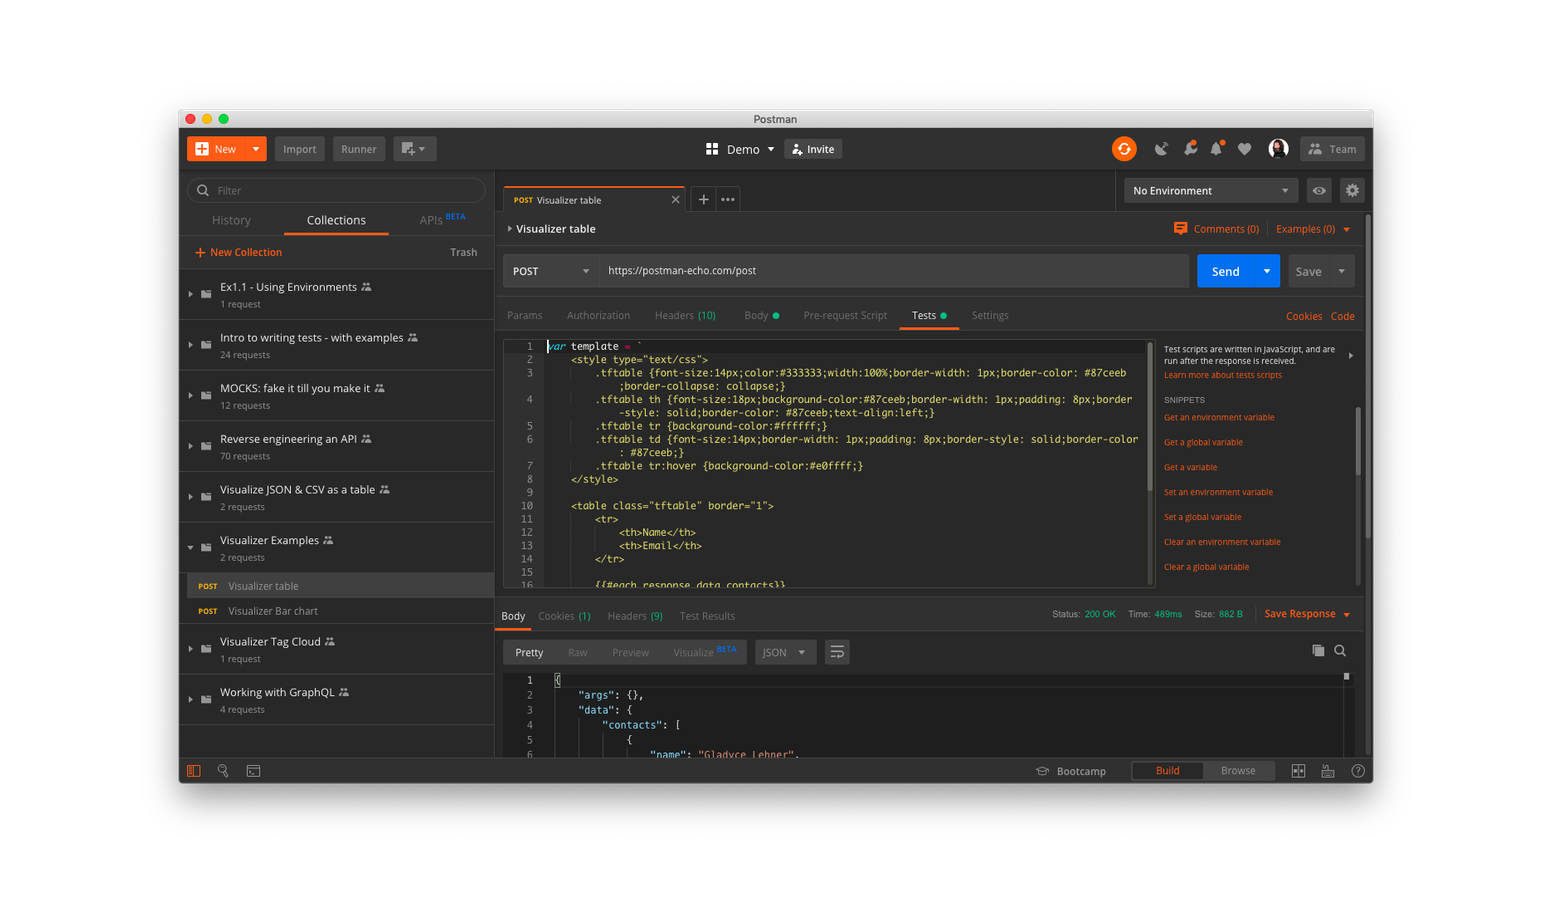 Postman
New
Import
Runner
Demo
Invite
Team
Filter
History
Collections
APIs BETA
New Collection
Trash
Ex1.1 - Using Environments
1 request
Intro to writing tests - with examples
24 requests
MOCKS: fake it till you make it
12 requests
Reverse engineering an API
70 requests
Visualize JSON & CSV as a table
2 requests
Visualizer Examples
2 requests
POST Visualizer table
POST Visualizer Bar chart
Visualizer Tag Cloud
1 request
Working with GraphQL
4 requests
POST Visualizer table
No Environment
Visualizer table
Comments (0)
Examples (0)
POST
https://postman-echo.com/post
Send
Save
Params
Authorization
Headers (10)
Body
Pre-request Script
Tests
Settings
Cookies
Code
1 var template = `
2 <style type="text/css">
3 .tftable {font-size:14px;color:#333333;width:100%;border-width: 1px;border-color: #87ceeb
;border-collapse: collapse;}
4 .tftable th {font-size:18px;background-color:#87ceeb;border-width: 1px;padding: 8px;border
-style: solid;border-color: #87ceeb;text-align:left;}
5 .tftable tr {background-color:#ffffff;}
6 .tftable td {font-size:14px;border-width: 1px;padding: 8px;border-style: solid;border-color
: #87ceeb;}
7 .tftable tr:hover {background-color:#e0ffff;}
8 </style>
9
10 <table class="tftable" border="1">
11 <tr>
12 <th>Name</th>
13 <th>Email</th>
14 </tr>
15
16 {{#each response.data.contacts}}
Test scripts are written in JavaScript, and are
run after the response is received.
Learn more about tests scripts
SNIPPETS
Get an environment variable
Get a global variable
Get a variable
Set an environment variable
Set a global variable
Clear an environment variable
Clear a global variable
Body
Cookies (1)
Headers (9)
Test Results
Status: 200 OK
Time: 489ms
Size: 882 B
Save Response
Pretty
Raw
Preview
Visualize BETA
JSON
1 {
2 "args": {},
3 "data": {
4 "contacts": [
5 {
6 "name": "Gladyce Lehner",
Bootcamp
Build
Browse